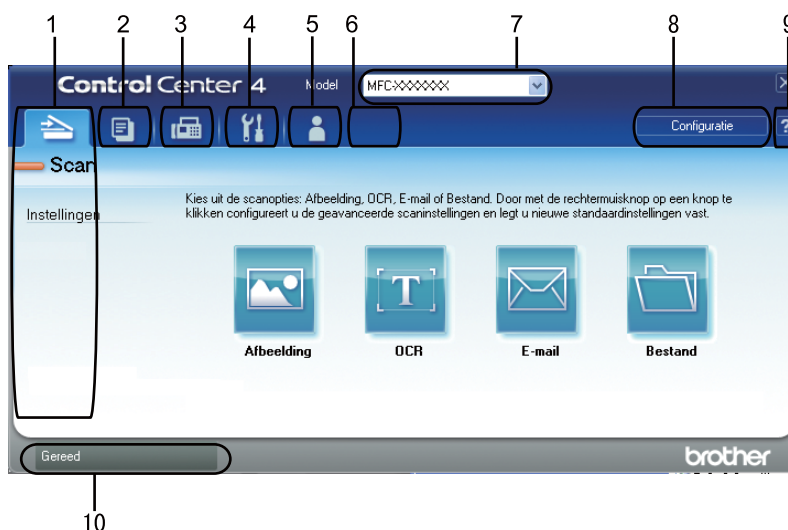 1 2 3 4 5 6 7 8 9
Control Center 4 Model MFC-XXXXXXX
Configuratie ?
Scan
Kies uit de scanopties: Afbeelding, OCR, E-mail of Bestand. Door met de rechtermuisknop op een knop te
klikken configureert u de geavanceerde scaninstellingen en legt u nieuwe standaardinstellingen vast.
Instellingen
T
Afbeelding OCR E-mail Bestand
Gereed brother
10